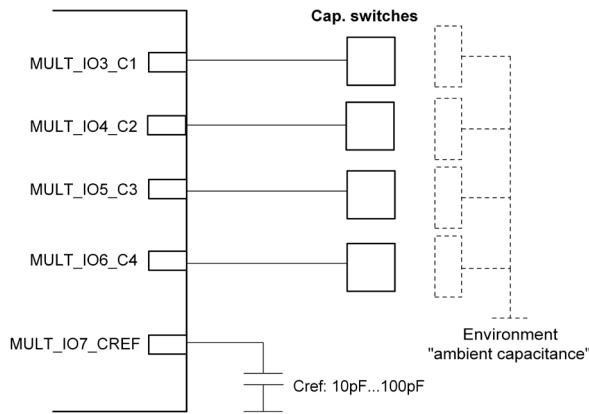 Cap. switches
MULT_IO3_C1
MULT_IO4_C2
MULT_IO5_C3
MULT_IO6_C4
MULT_IO7_CREF
Environment
"ambient capacitance"
Cref: 10pF...100pF